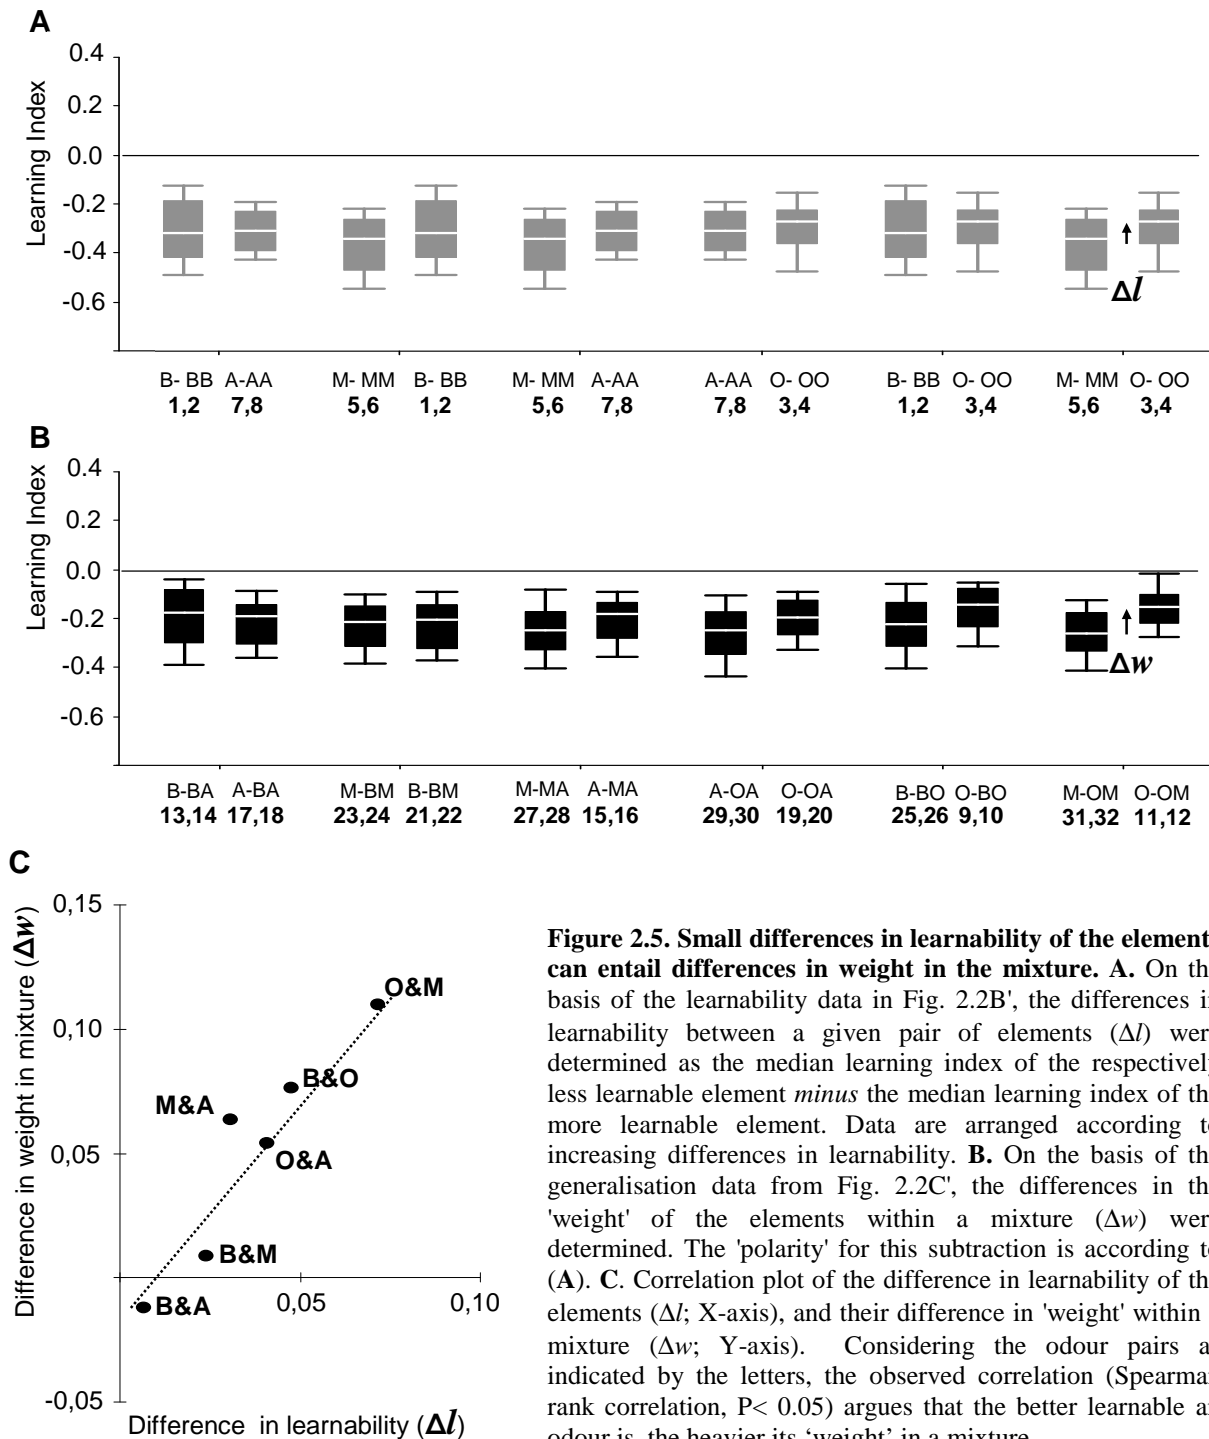 A
Learning Index
0.4
0.2
0.0
-0.2
-0.4
-0.6
Δl
B- BB A-AA M- MM B- BB M- MM A-AA A-AA O- OO B- BB O- OO M- MM O- OO
1,2 7,8 5,6 1,2 5,6 7,8 7,8 3,4 1,2 3,4 5,6 3,4
B
Learning Index
0.4
0.2
0.0
-0.2
-0.4
-0.6
Δw
B-BA A-BA M-BM B-BM M-MA A-MA A-OA O-OA B-BO O-BO M-OM O-OM
13,14 17,18 23,24 21,22 27,28 15,16 29,30 19,20 25,26 9,10 31,32 11,12
C
Difference in weight in mixture (Δw)
0,15
0,10
0,05
-0,05
O&M
B&O
M&A
O&A
B&M
B&A
0,05 0,10
Difference in learnability (Δl)
Figure 2.5. Small differences in learnability of the element
can entail differences in weight in the mixture. A. On th
basis of the learnability data in Fig. 2.2B', the differences i
learnability between a given pair of elements (Δl) wer
determined as the median learning index of the respectivel
less learnable element minus the median learning index of th
more learnable element. Data are arranged according t
increasing differences in learnability. B. On the basis of th
generalisation data from Fig. 2.2C', the differences in th
'weight' of the elements within a mixture (Δw) wer
determined. The 'polarity' for this subtraction is according t
(A). C. Correlation plot of the difference in learnability of th
elements (Δl; X-axis), and their difference in 'weight' within
mixture (Δw; Y-axis). Considering the odour pairs a
indicated by the letters, the observed correlation (Spearma
rank correlation, P< 0.05) argues that the better learnable a
odour is, the heavier its 'weight' in a mixture